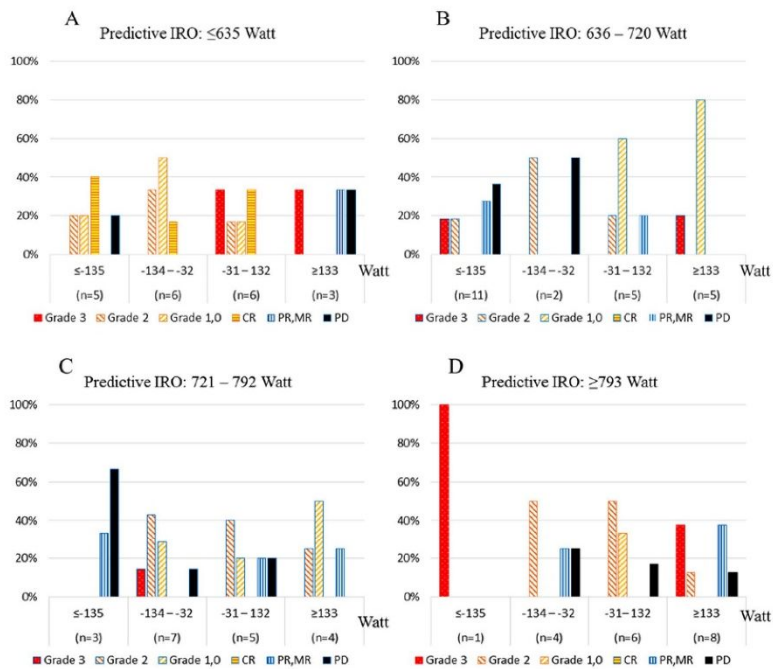 A
Predictive IRO: ≤635 Watt
100%
80%
60%
40%
20%
0%
≤-135 -134 – -32 -31 – 132 ≥133 Watt
(n=5) (n=6) (n=6) (n=3)
Grade 3 Grade 2 Grade 1,0 CR PR,MR PD
B
Predictive IRO: 636 – 720 Watt
100%
80%
60%
40%
20%
0%
≤-135 -134 – -32 -31 – 132 ≥133 Watt
(n=11) (n=2) (n=5) (n=5)
Grade 3 Grade 2 Grade 1,0 CR PR,MR PD
C
Predictive IRO: 721 – 792 Watt
100%
80%
60%
40%
20%
0%
≤-135 -134 – -32 -31 – 132 ≥133 Watt
(n=3) (n=7) (n=5) (n=4)
Grade 3 Grade 2 Grade 1,0 CR PR,MR PD
D
Predictive IRO: ≥793 Watt
100%
80%
60%
40%
20%
0%
≤-135 -134 – -32 -31 – 132 ≥133 Watt
(n=1) (n=4) (n=6) (n=8)
Grade 3 Grade 2 Grade 1,0 CR PR,MR PD